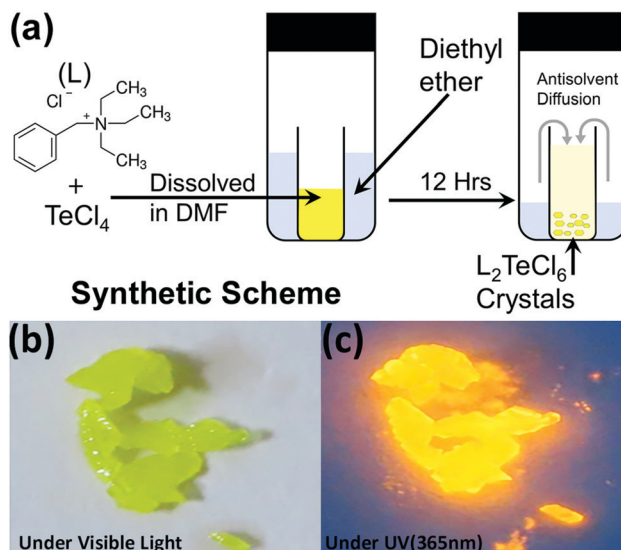 (a)
(L)
Cl⁻
N⁺
CH₃
CH₃
CH₃
+
TeCl₄
Dissolved
in DMF
Diethyl
ether
12 Hrs
Antisolvent
Diffusion
L₂TeCl₆
Crystals
Synthetic Scheme
(b)
Under Visible Light
(c)
Under UV(365nm)